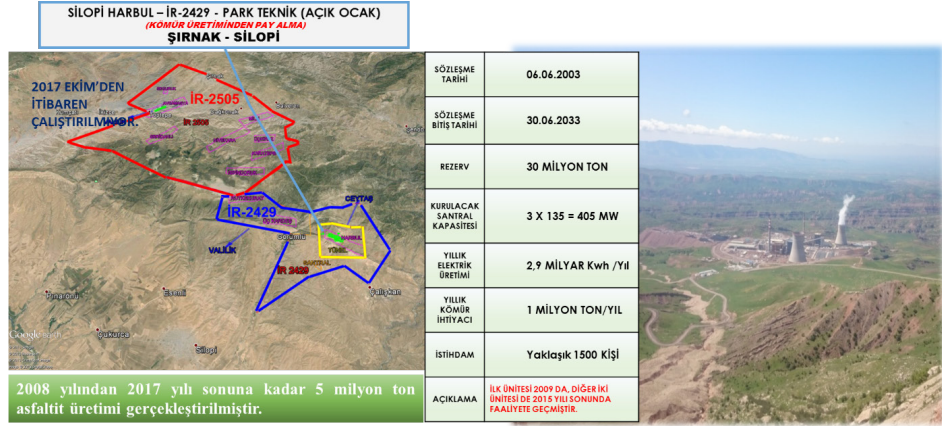 SİLOPİ HARBUL – İR-2429 - PARK TEKNİK (AÇIK OCAK)
(KÖMÜR ÜRETİMİNDEN PAY ALMA)
ŞIRNAK - SİLOPİ
2017 EKİM'DEN
İTİBAREN
ÇALIŞTIRILMIYOR.
İR-2505
İR 2505
İR-2429
CEYTAŞ
HARBUL
VALİLİK
SANTRAL
İR 2429
Çalışkan
Esenli
Çukurca
Silopi
Google
SÖZLEŞME
TARİHİ
06.06.2003
SÖZLEŞME
BİTİŞ TARİHİ
30.06.2033
REZERV
30 MİLYON TON
KURULACAK
SANTRAL
KAPASİTESİ
3 X 135 = 405 MW
YILLIK
ELEKTRİK
ÜRETİMİ
2,9 MİLYAR Kwh /Yıl
YILLIK
KÖMÜR
İHTİYACI
1 MİLYON TON/YIL
İSTİHDAM
Yaklaşık 1500 KİŞİ
AÇIKLAMA
İLK ÜNİTESİ 2009 DA, DİĞER İKİ
ÜNİTESİ DE 2015 YILI SONUNDA
FAALİYETE GEÇMİŞTİR.
2008 yılından 2017 yılı sonuna kadar 5 milyon ton
asfaltit üretimi gerçekleştirilmiştir.